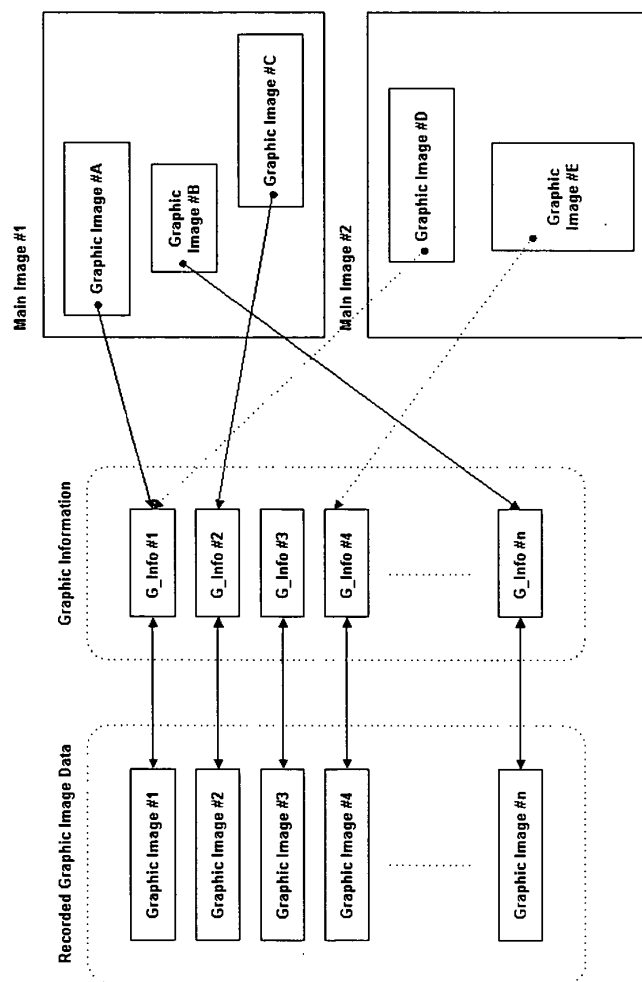 Recorded Graphic Image Data
Graphic Image #1
Graphic Image #2
Graphic Image #3
Graphic Image #4
Graphic Image #n
Graphic Information
G_Info #1
G_Info #2
G_Info #3
G_Info #4
G_Info #n
Main Image #1
Graphic Image #A
Graphic
Image #B
Graphic Image #C
Main Image #2
Graphic Image #D
Graphic
Image #E